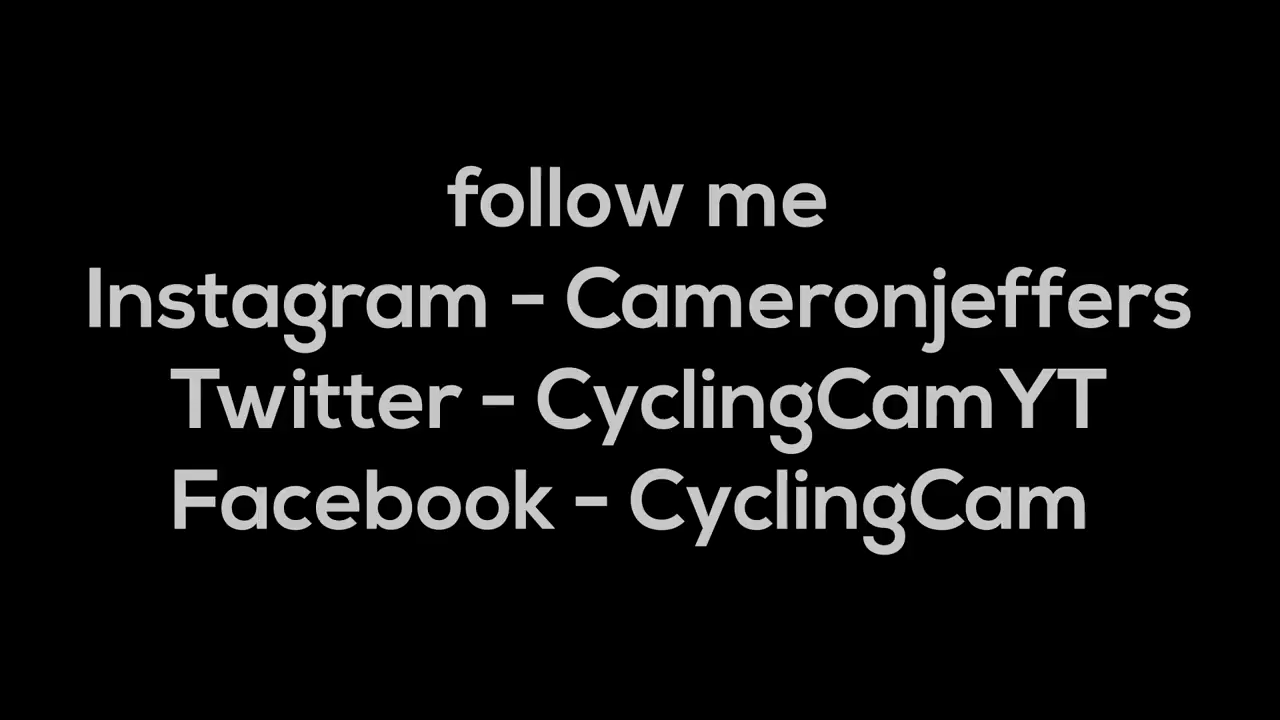 follow me
Instagram - Cameronjeffers
Twitter - CyclingCamYT
Facebook - CyclingCam